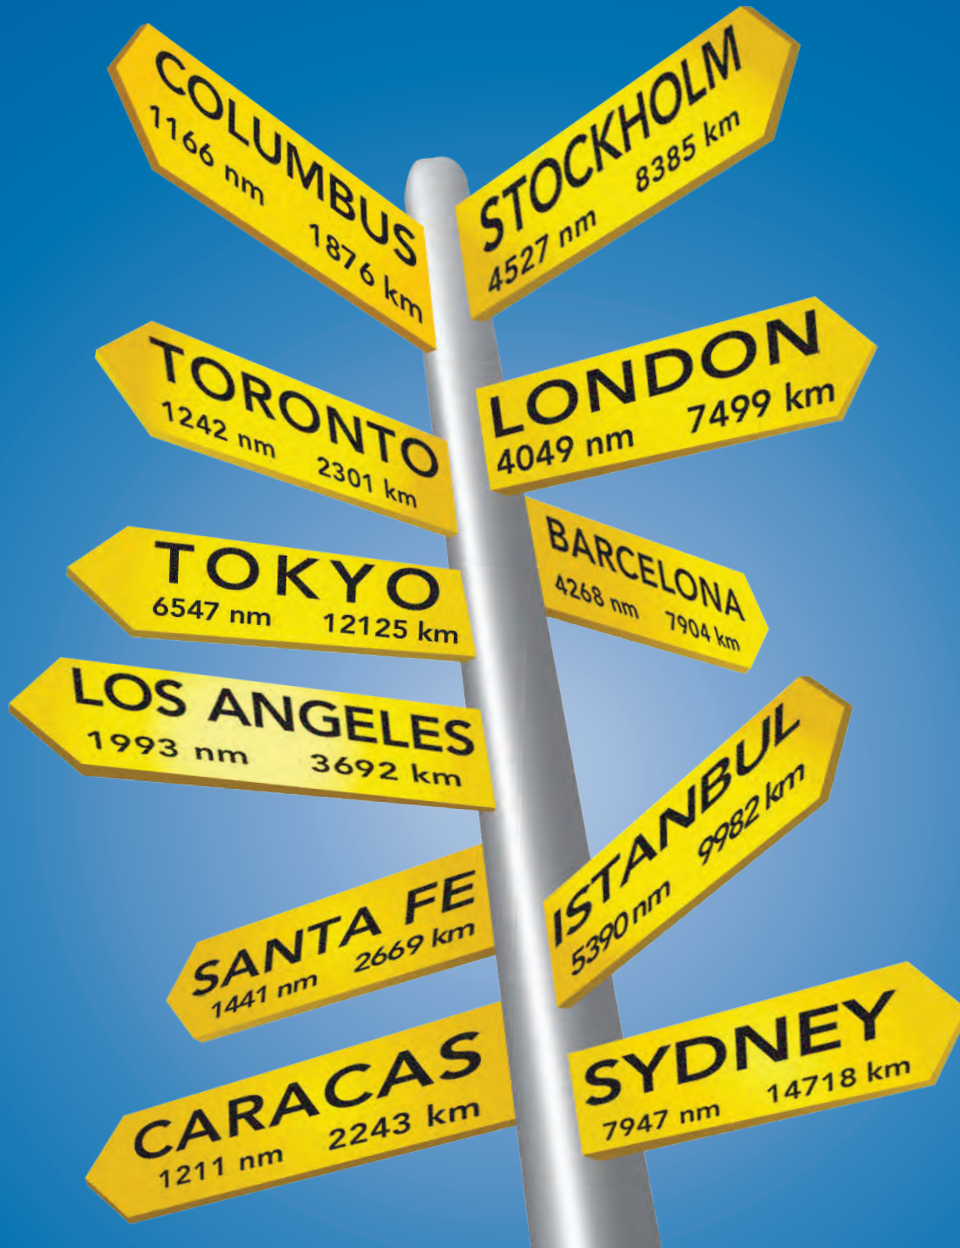 COLUMBUS
1166 nm 1876 km
STOCKHOLM
4527 nm 8385 km
TORONTO
1242 nm 2301 km
LONDON
4049 nm 7499 km
TOKYO
6547 nm 12125 km
BARCELONA
4268 nm 7904 km
LOS ANGELES
1993 nm 3692 km
ISTANBUL
5390 nm 9982 km
SANTA FE
1441 nm 2669 km
CARACAS
1211 nm 2243 km
SYDNEY
7947 nm 14718 km